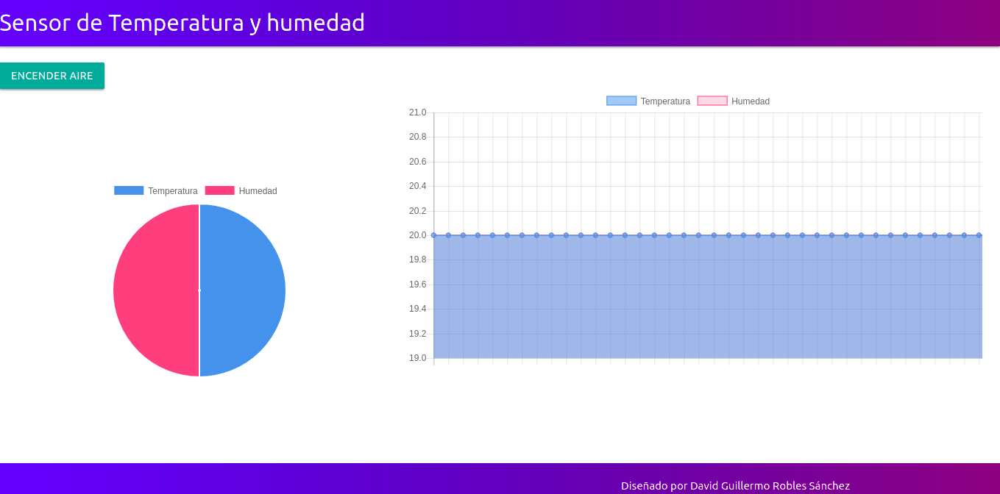 Sensor de Temperatura y humedad
ENCENDER AIRE
Temperatura Humedad
Temperatura Humedad
21.0
20.8
20.6
20.4
20.2
20.0
19.8
19.6
19.4
19.2
19.0
Diseñado por David Guillermo Robles Sánchez